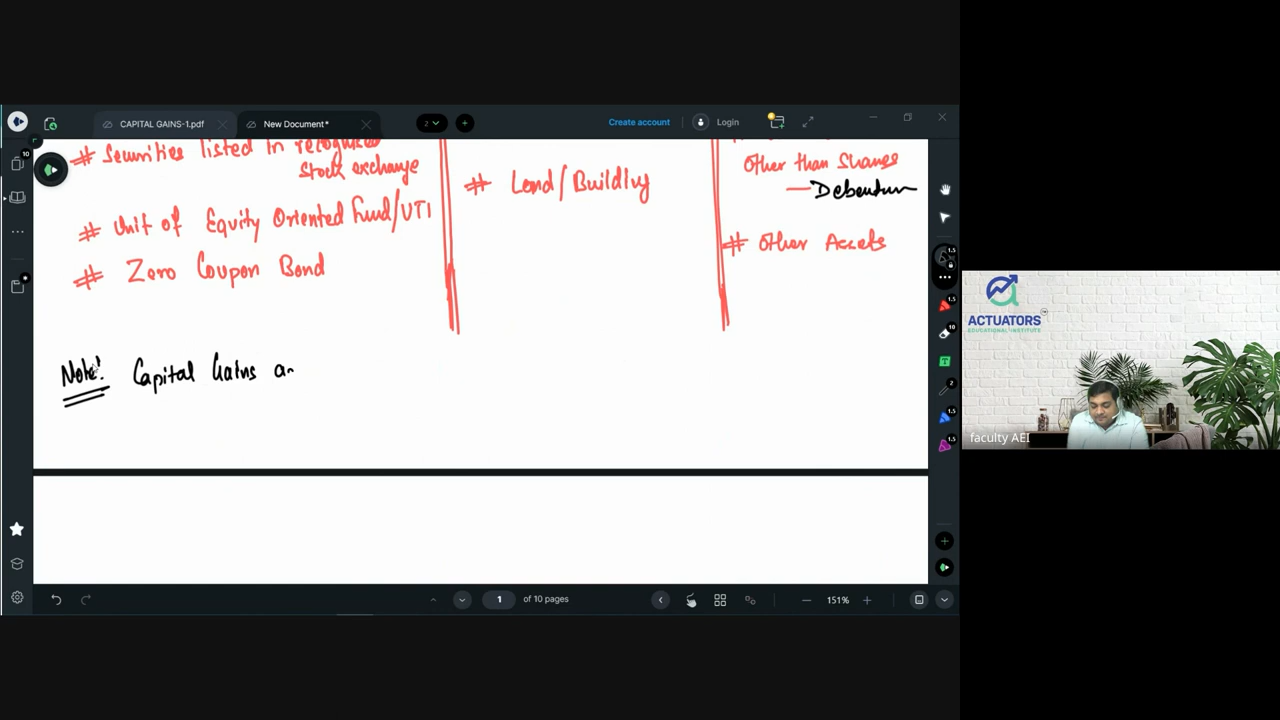 CAPITAL GAINS-1.pdf
New Document*
2
Create account
Login
# Securities listed in recognised
Stock exchange
# Unit of Equity Oriented Fund/UTI
# Zero Coupon Bond
# Land/Building
Other than Shares
— Debenture
# Other Assets
Note: Capital Gains a
1 of 10 pages
151%
ACTUATORS
EDUCATIONAL INSTITUTE
faculty AEI